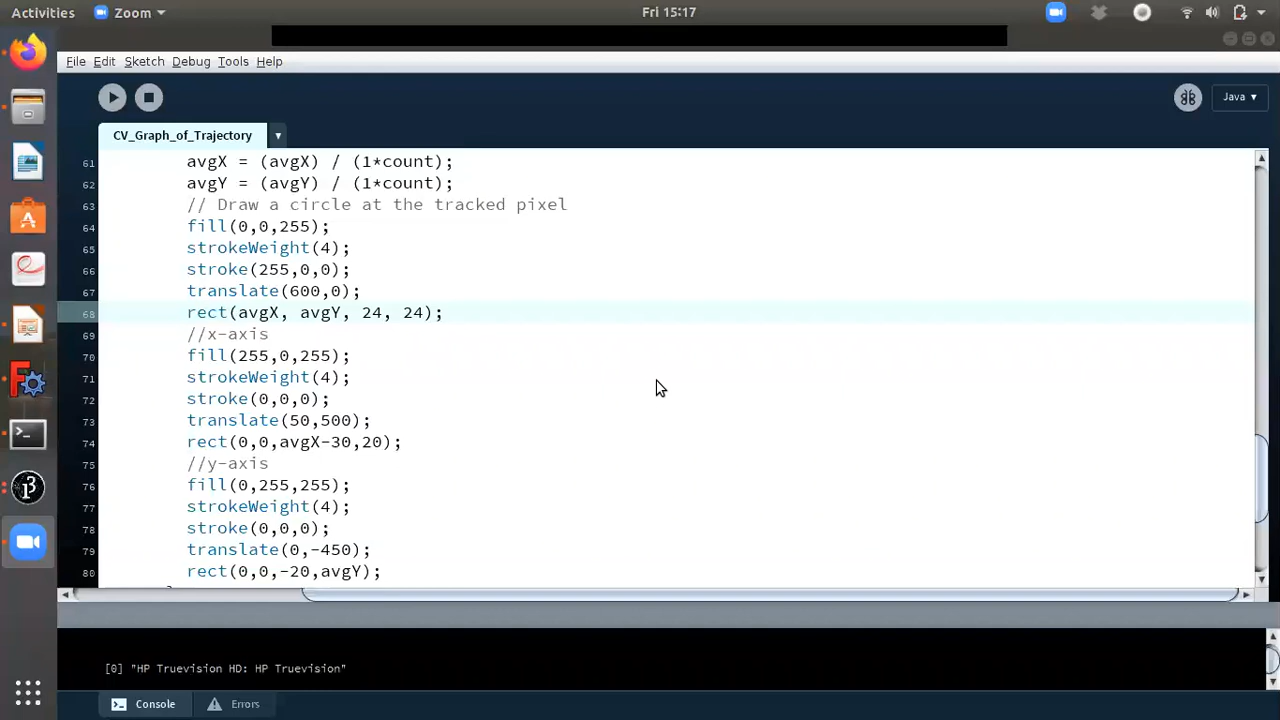 Activities Zoom Fri 15:17
File Edit Sketch Debug Tools Help
Java
CV_Graph_of_Trajectory
61 avgX = (avgX) / (1*count);
62 avgY = (avgY) / (1*count);
63 // Draw a circle at the tracked pixel
64 fill(0,0,255);
65 strokeWeight(4);
66 stroke(255,0,0);
67 translate(600,0);
68 rect(avgX, avgY, 24, 24);
69 //x-axis
70 fill(255,0,255);
71 strokeWeight(4);
72 stroke(0,0,0);
73 translate(50,500);
74 rect(0,0,avgX-30,20);
75 //y-axis
76 fill(0,255,255);
77 strokeWeight(4);
78 stroke(0,0,0);
79 translate(0,-450);
80 rect(0,0,-20,avgY);
[0] "HP Truevision HD: HP Truevision"
Console Errors